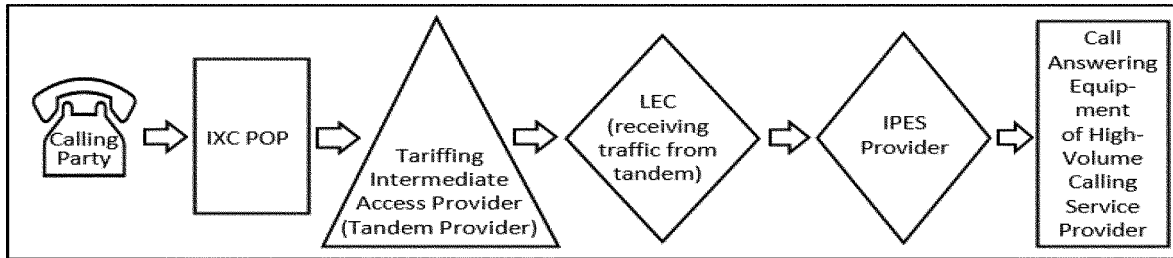 Calling
Party
IXC POP
Tariffing
Intermediate
Access Provider
(Tandem Provider)
LEC
(receiving
traffic from
tandem)
IPES
Provider
Call
Answering
Equip-
ment
of High-
Volume
Calling
Service
Provider